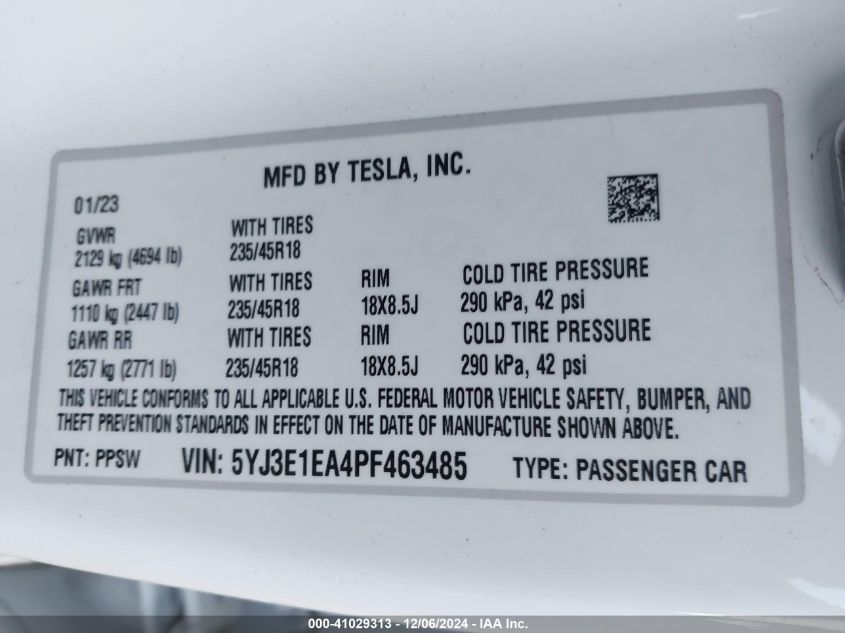 MFD BY TESLA, INC.
01/23
GVWR WITH TIRES
2129 kg (4694 lb) 235/45R18
GAWR FRT WITH TIRES RIM COLD TIRE PRESSURE
1110 kg (2447 lb) 235/45R18 18X8.5J 290 kPa, 42 psi
GAWR RR WITH TIRES RIM COLD TIRE PRESSURE
1257 kg (2771 lb) 235/45R18 18X8.5J 290 kPa, 42 psi
THIS VEHICLE CONFORMS TO ALL APPLICABLE U.S. FEDERAL MOTOR VEHICLE SAFETY, BUMPER, AND
THEFT PREVENTION STANDARDS IN EFFECT ON THE DATE OF MANUFACTURE SHOWN ABOVE.
PNT: PPSW VIN: 5YJ3E1EA4PF463485 TYPE: PASSENGER CAR
000-41029313 - 12/06/2024 - IAA Inc.